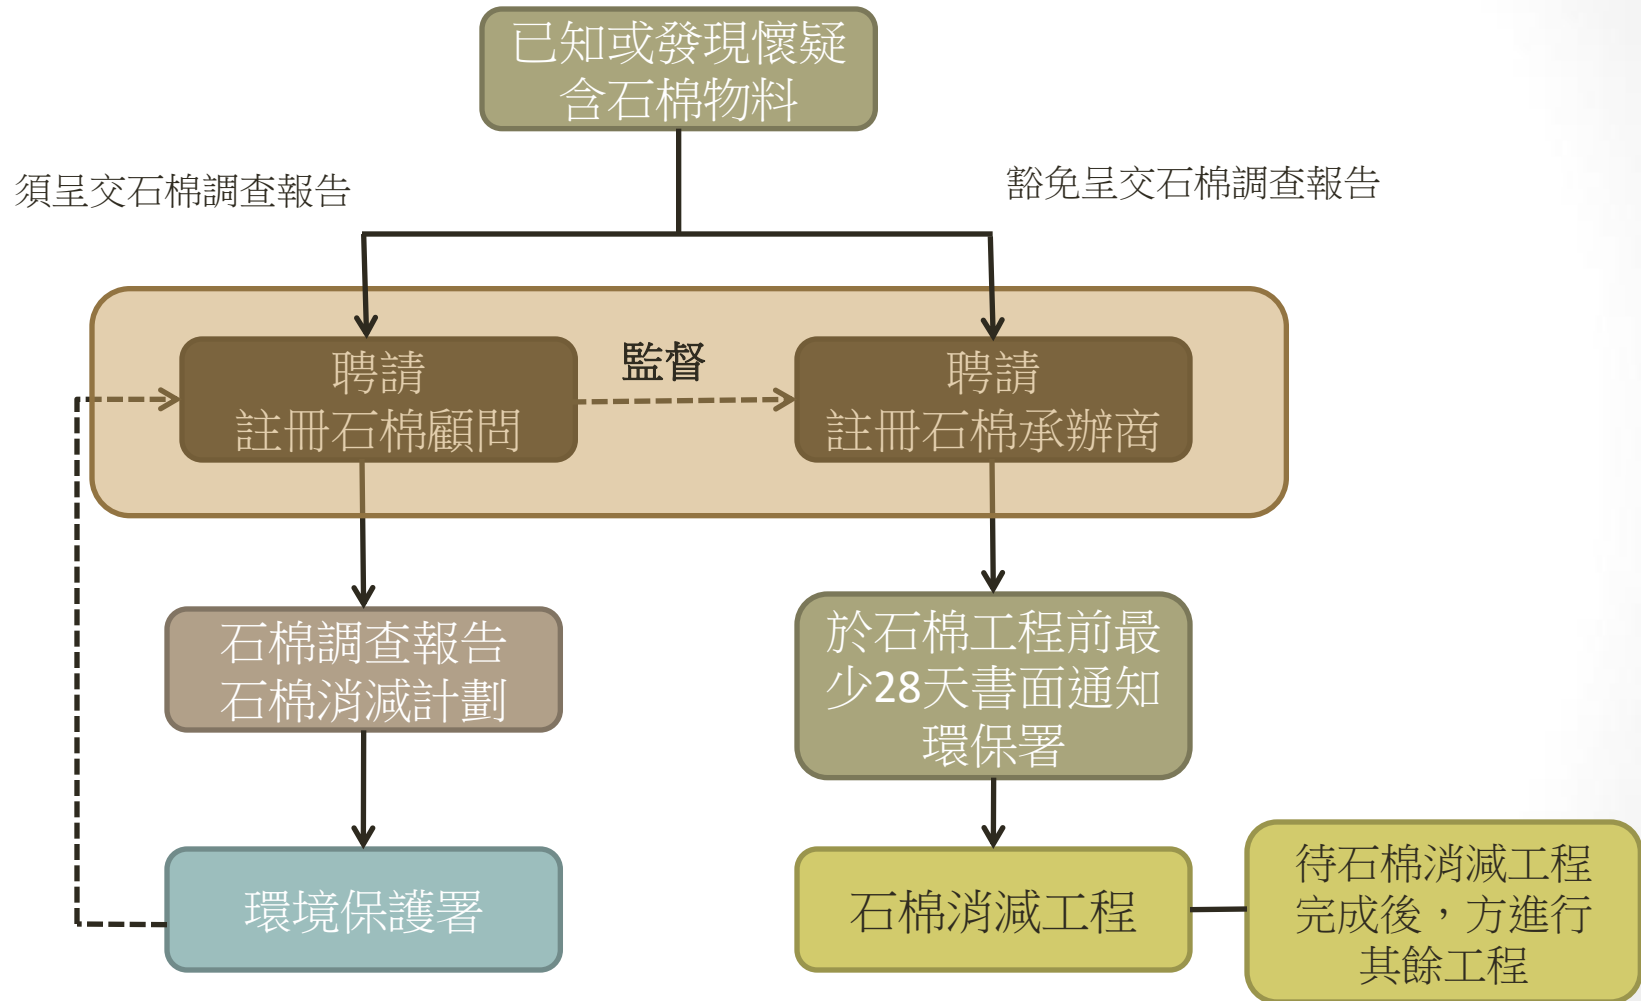 已知或發現懷疑
含石棉物料
須呈交石棉調查報告
豁免呈交石棉調查報告
聘請
註冊石棉顧問
監督
聘請
註冊石棉承辦商
石棉調查報告
石棉消減計劃
於石棉工程前最
少28天書面通知
環保署
環境保護署
石棉消減工程
待石棉消減工程
完成後，方進行
其餘工程